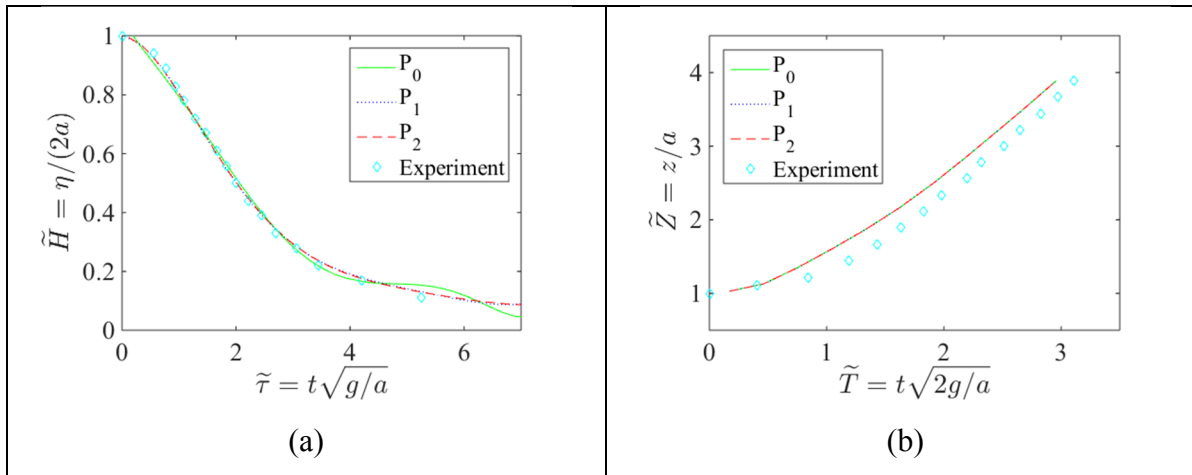 1
0.8
0.6
0.4
0.2
0
0 2 4 6
H̃ = η/(2a)
τ̃ = t√g/a
P₀
P₁
P₂
Experiment
(a)
4
3
2
1
0 1 2 3
Z̃ = z/a
T̃ = t√2g/a
P₀
P₁
P₂
Experiment
(b)